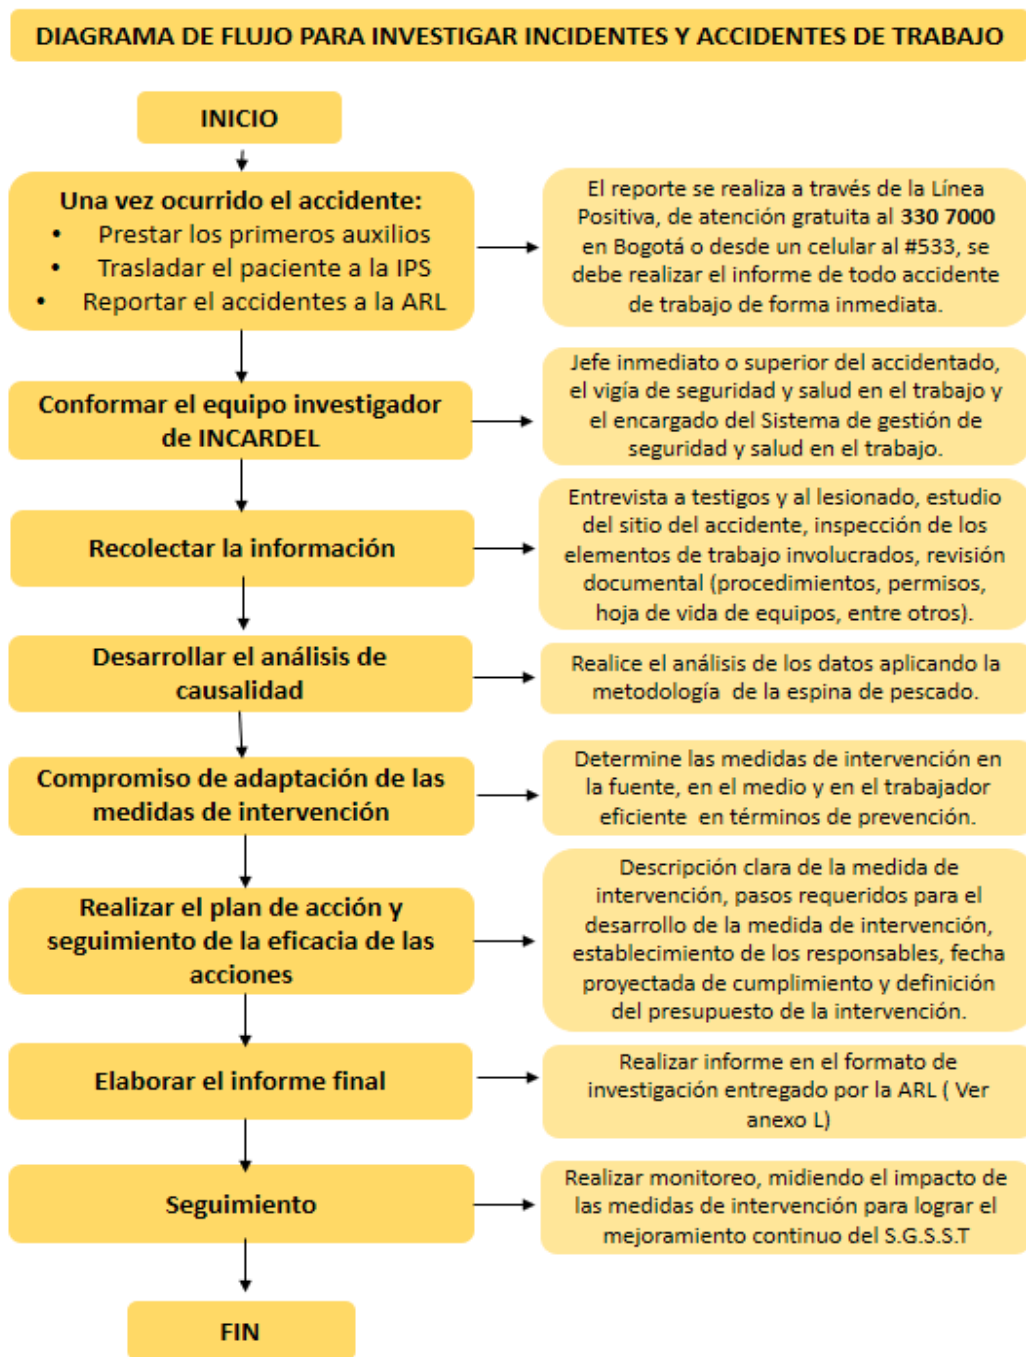 DIAGRAMA DE FLUJO PARA INVESTIGAR INCIDENTES Y ACCIDENTES DE TRABAJO
INICIO
Una vez ocurrido el accidente:
• Prestar los primeros auxilios
• Trasladar el paciente a la IPS
• Reportar el accidentes a la ARL
El reporte se realiza a través de la Línea
Positiva, de atención gratuita al 330 7000
en Bogotá o desde un celular al #533, se
debe realizar el informe de todo accidente
de trabajo de forma inmediata.
Conformar el equipo investigador
de INCARDEL
Jefe inmediato o superior del accidentado,
el vigía de seguridad y salud en el trabajo y
el encargado del Sistema de gestión de
seguridad y salud en el trabajo.
Recolectar la información
Entrevista a testigos y al lesionado, estudio
del sitio del accidente, inspección de los
elementos de trabajo involucrados, revisión
documental (procedimientos, permisos,
hoja de vida de equipos, entre otros).
Desarrollar el análisis de
causalidad
Realice el análisis de los datos aplicando la
metodología de la espina de pescado.
Compromiso de adaptación de las
medidas de intervención
Determine las medidas de intervención en
la fuente, en el medio y en el trabajador
eficiente en términos de prevención.
Realizar el plan de acción y
seguimiento de la eficacia de las
acciones
Descripción clara de la medida de
intervención, pasos requeridos para el
desarrollo de la medida de intervención,
establecimiento de los responsables, fecha
proyectada de cumplimiento y definición
del presupuesto de la intervención.
Elaborar el informe final
Realizar informe en el formato de
investigación entregado por la ARL ( Ver
anexo L)
Seguimiento
Realizar monitoreo, midiendo el impacto de
las medidas de intervención para lograr el
mejoramiento continuo del S.G.S.S.T
FIN